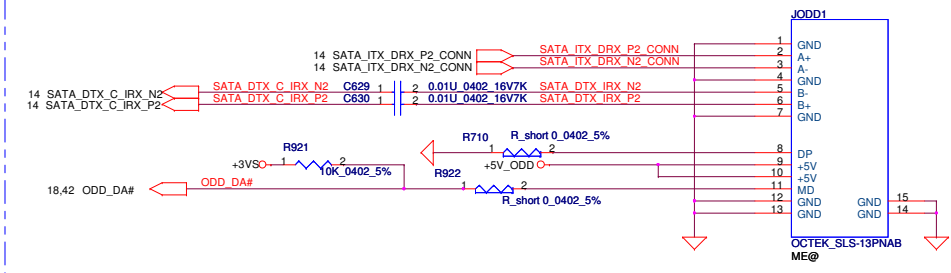 JODD1
1 GND
14 SATA_ITX_DRX_P2_CONN SATA_ITX_DRX_P2_CONN 2 A+
14 SATA_ITX_DRX_N2_CONN SATA_ITX_DRX_N2_CONN 3 A-
4 GND
14 SATA_DTX_C_IRX_N2 SATA_DTX_C_IRX_N2 C629 1 2 0.01U_0402_16V7K SATA_DTX_IRX_N2 5 B-
14 SATA_DTX_C_IRX_P2 SATA_DTX_C_IRX_P2 C630 1 2 0.01U_0402_16V7K SATA_DTX_IRX_P2 6 B+
7 GND
R710 R_short 0_0402_5%
1 2 8 DP
R921
+3VS 1 2 +5V_ODD 9 +5V
10K_0402_5% R922 10 +5V
18,42 ODD_DA# ODD_DA# 1 2 11 MD
R_short 0_0402_5% 12 GND GND 15
13 GND GND 14
OCTEK_SLS-13PNAB
ME@